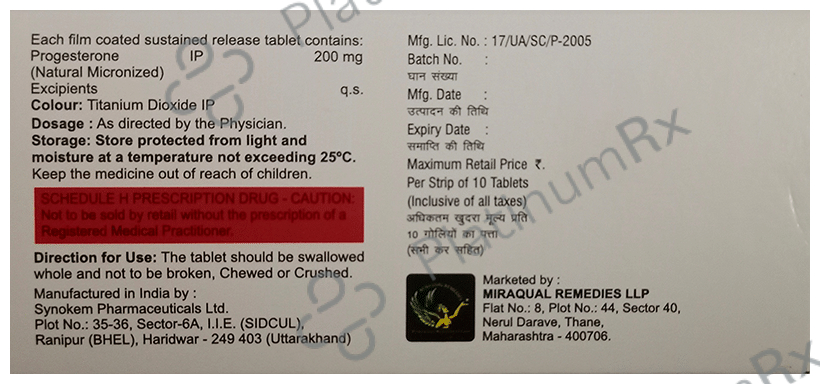 Each film coated sustained release tablet contains:
Progesterone IP 200 mg
(Natural Micronized)
Excipients q.s.
Colour: Titanium Dioxide IP
Dosage : As directed by the Physician.
Storage: Store protected from light and
moisture at a temperature not exceeding 25°C.
Keep the medicine out of reach of children.
SCHEDULE H PRESCRIPTION DRUG - CAUTION:
Not to be sold by retail without the prescription of a
Registered Medical Practitioner.
Direction for Use: The tablet should be swallowed
whole and not to be broken, Chewed or Crushed.
Manufactured in India by :
Synokem Pharmaceuticals Ltd.
Plot No.: 35-36, Sector-6A, I.I.E. (SIDCUL),
Ranipur (BHEL), Haridwar - 249 403 (Uttarakhand)
Mfg. Lic. No. : 17/UA/SC/P-2005
Batch No. :
घान संख्या
Mfg. Date :
उत्पादन की तिथि
Expiry Date :
समाप्ति की तिथि
Maximum Retail Price ₹.
Per Strip of 10 Tablets
(Inclusive of all taxes)
अधिकतम खुदरा मूल्य प्रति
10 गोलियों का पत्ता
(सभी कर सहित)
Marketed by :
MIRAQUAL REMEDIES LLP
Flat No.: 8, Plot No.: 44, Sector 40,
Nerul Darave, Thane,
Maharashtra - 400706.
PlatinumRx